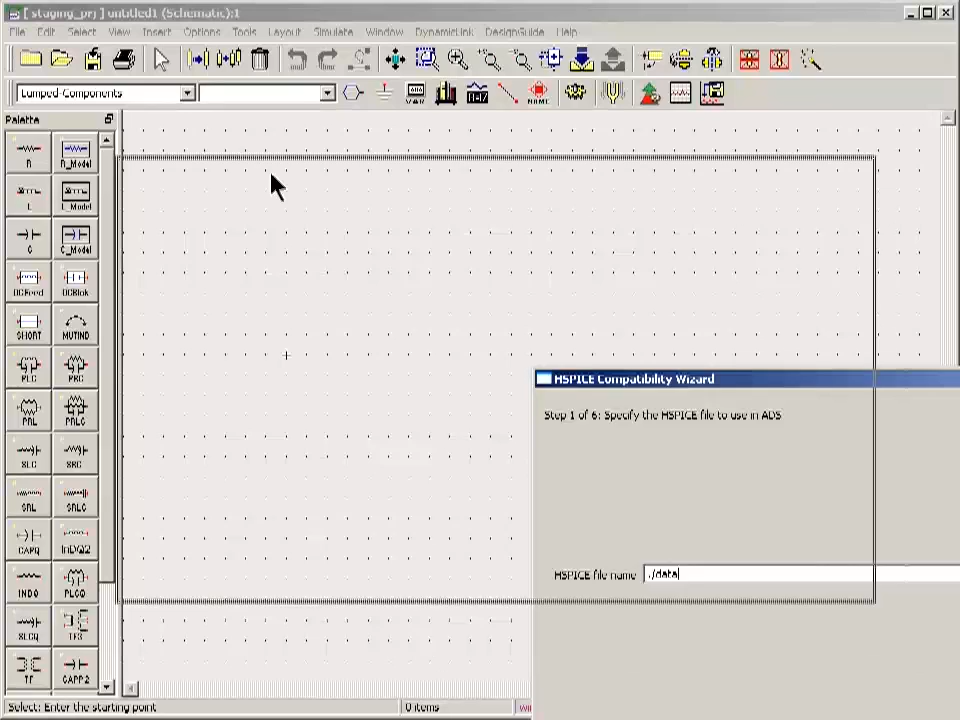 [ staging_prj ] untitled1 (Schematic):1
File Edit Select View Insert Options Tools Layout Simulate Window DynamicLink DesignGuide Help
VAR
NAME
Lumped-Components
Palette
R R_Model
L L_Model
C C_Model
DCFeed DCBlok
SHORT MUTIND
PLC PRC
PRL PRLC
SLC SRC
SRL SRLC
CAPQ InDQ2
INDQ PLCQ
SLCQ TF3
TF CAPP2
HSPICE Compatibility Wizard
Step 1 of 6: Specify the HSPICE file to use in ADS
HSPICE file name ./data
Select: Enter the starting point
0 items